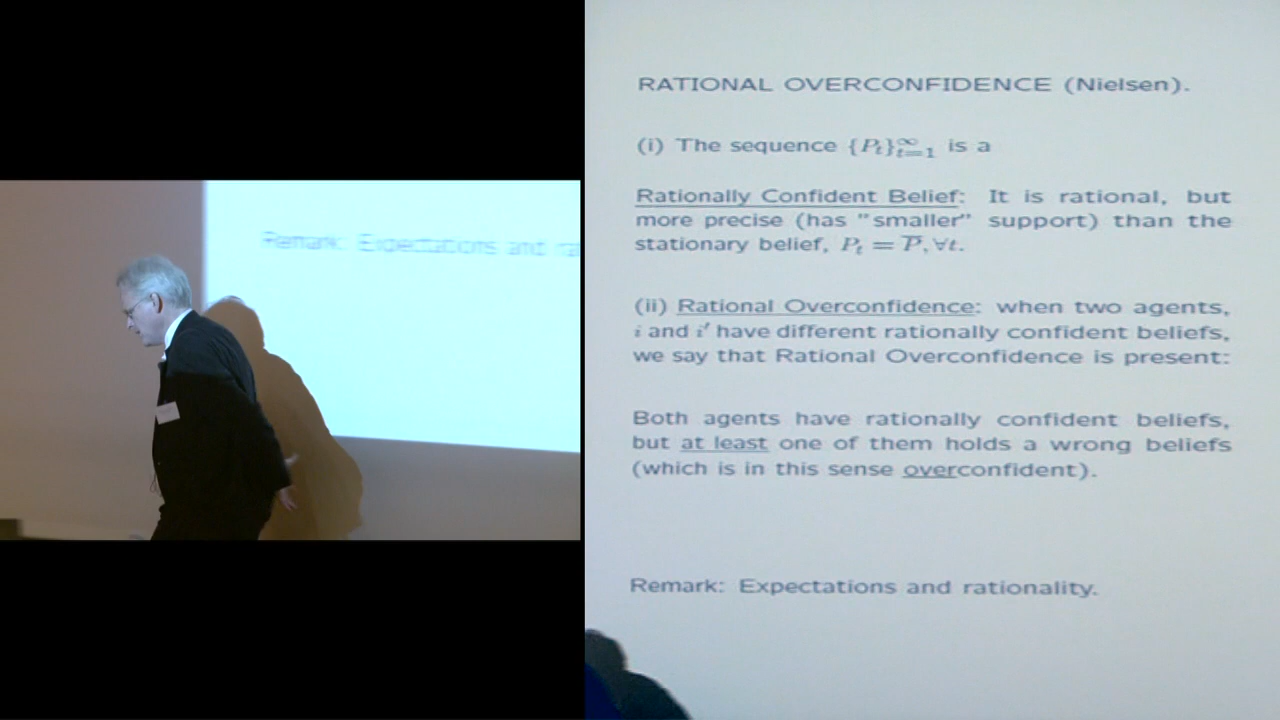 Remark: Expectations and ra
RATIONAL OVERCONFIDENCE (Nielsen).
(i) The sequence {P_t}_{t=1}^∞ is a
Rationally Confident Belief: It is rational, but
more precise (has "smaller" support) than the
stationary belief, P_t = P̅, ∀t.
(ii) Rational Overconfidence: when two agents,
i and i′ have different rationally confident beliefs,
we say that Rational Overconfidence is present:
Both agents have rationally confident beliefs,
but at least one of them holds a wrong beliefs
(which is in this sense overconfident).
Remark: Expectations and rationality.